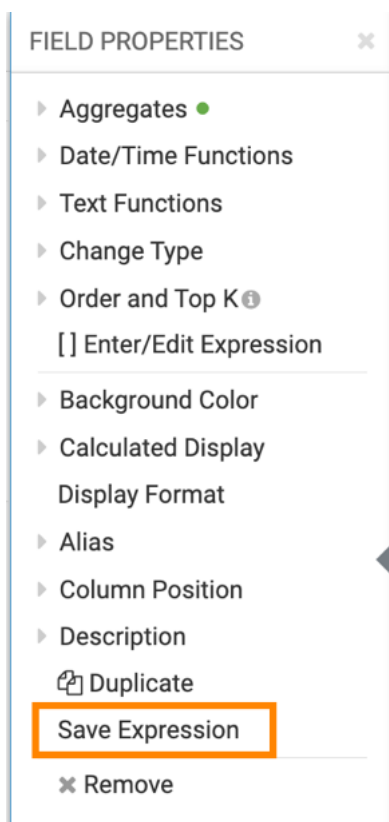 FIELD PROPERTIES
Aggregates
Date/Time Functions
Text Functions
Change Type
Order and Top K
[ ] Enter/Edit Expression
Background Color
Calculated Display
Display Format
Alias
Column Position
Description
Duplicate
Save Expression
Remove